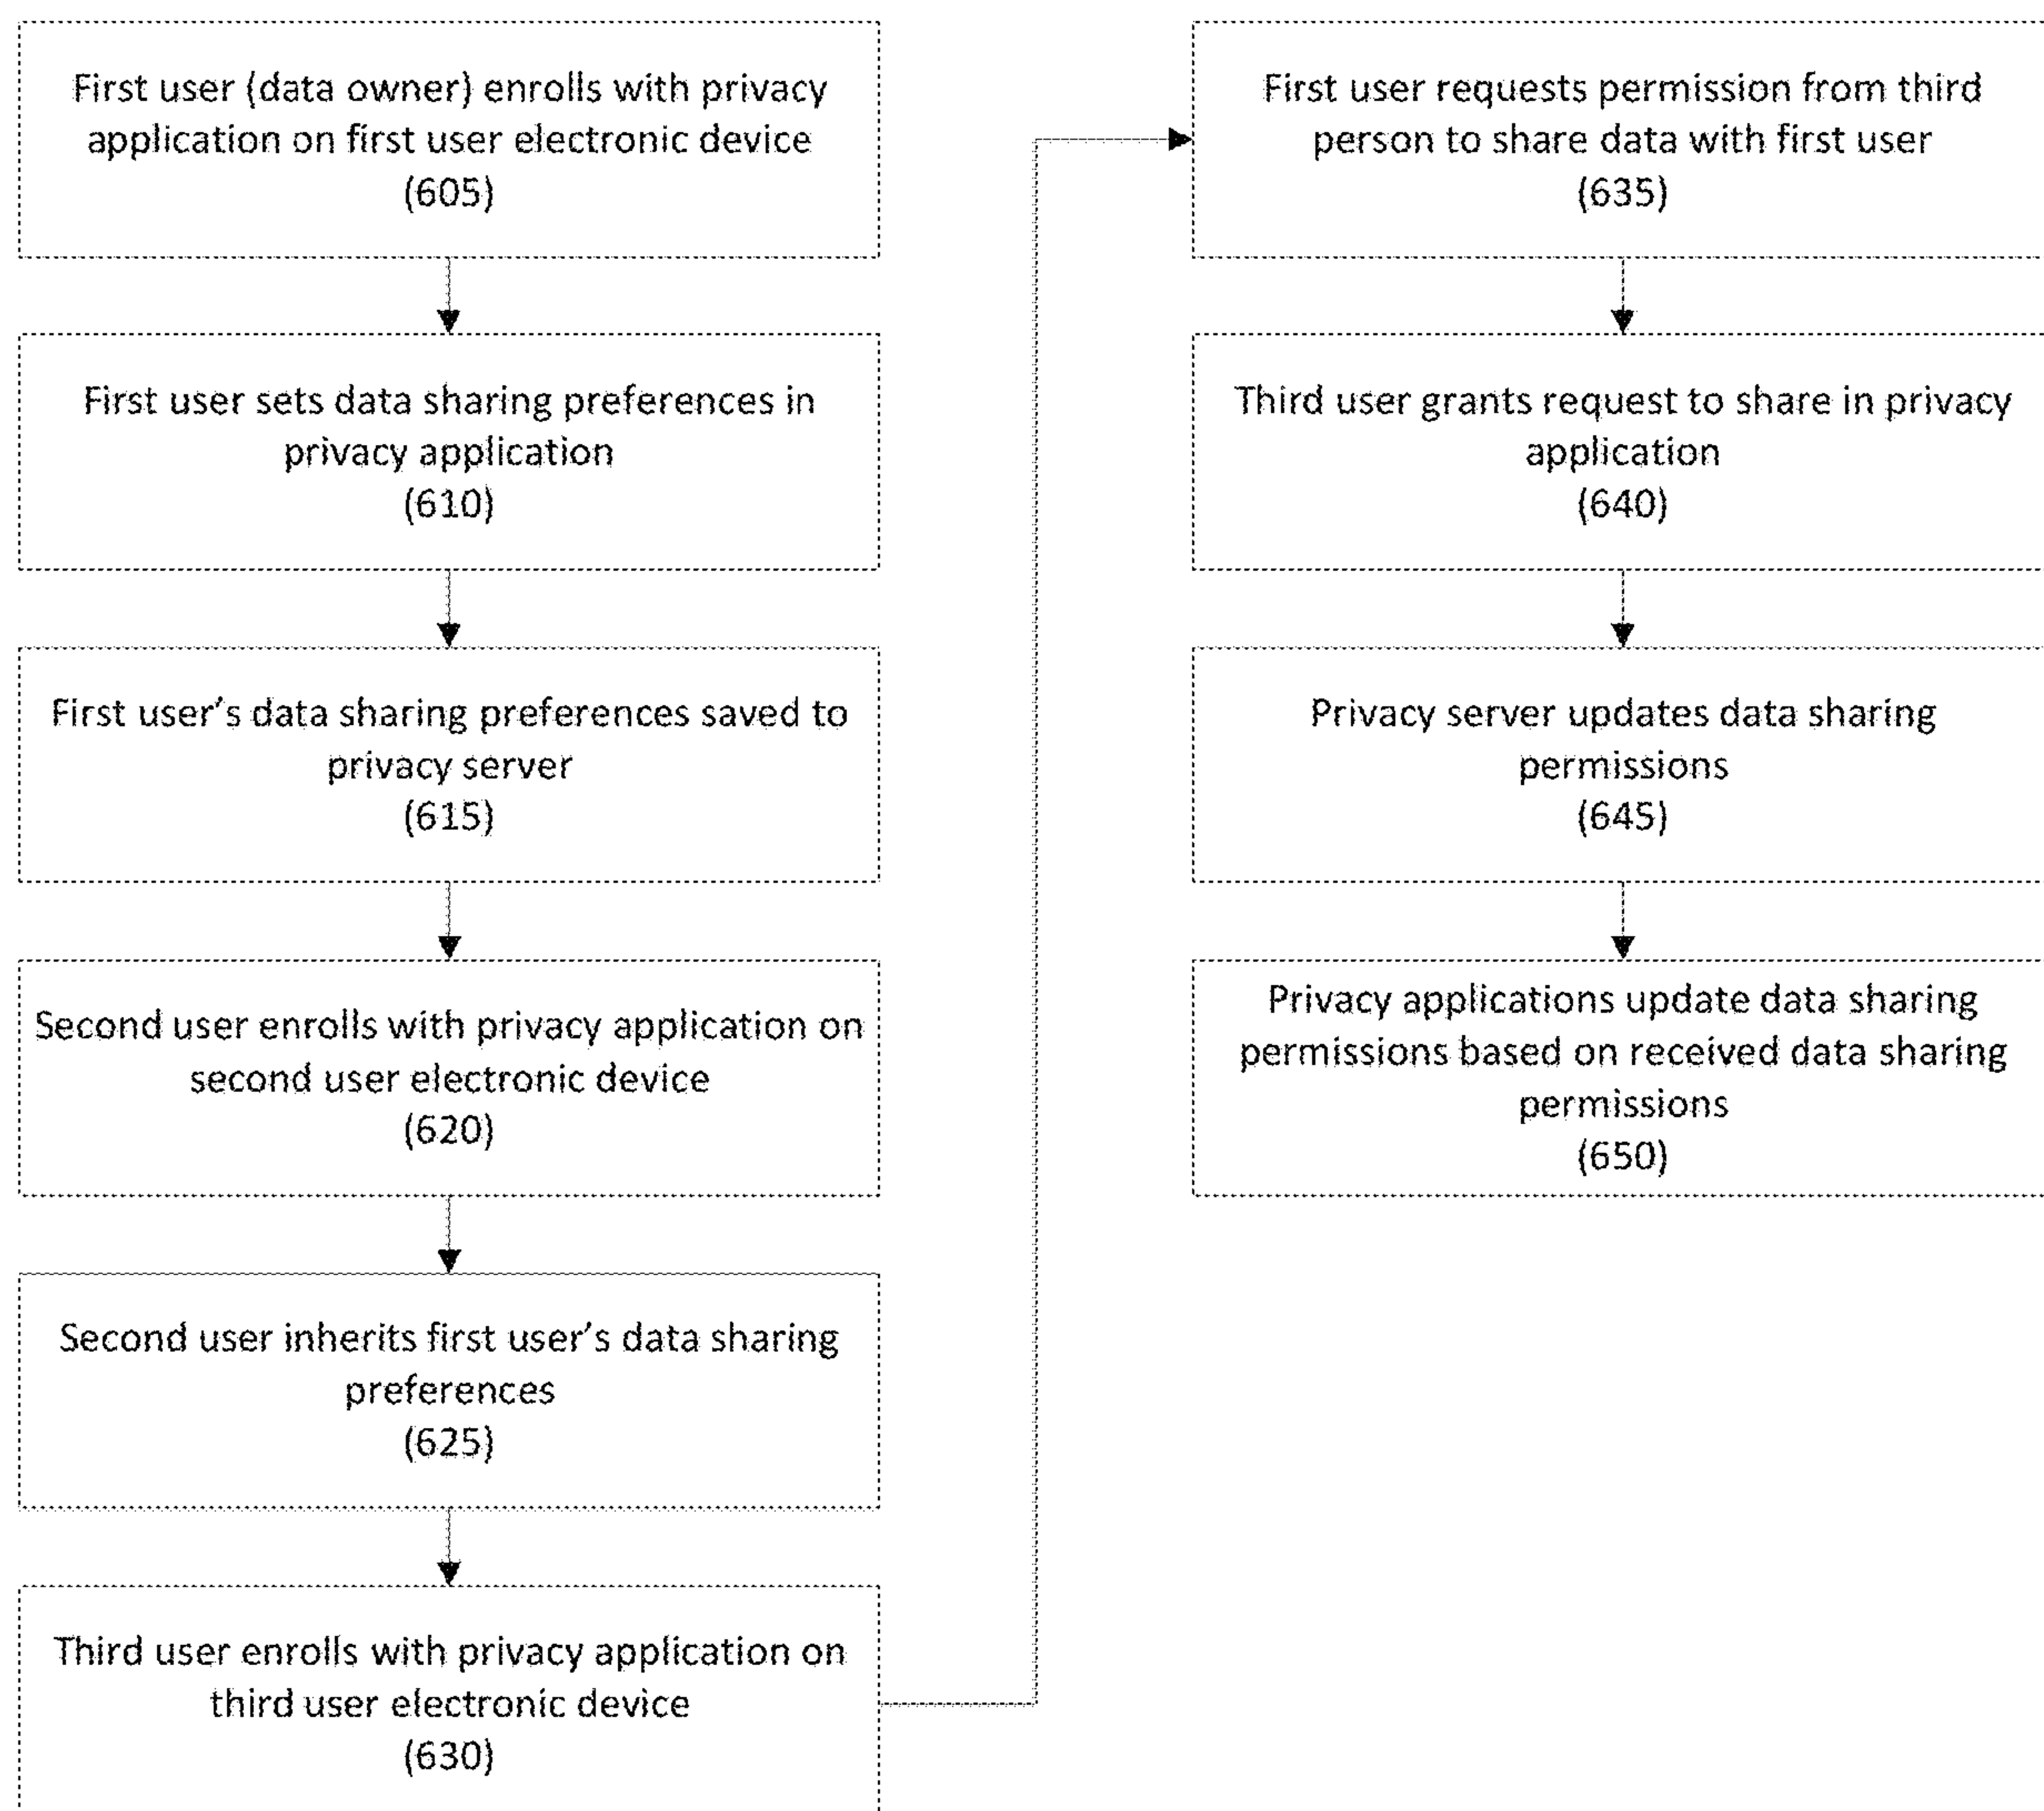 First user (data owner) enrolls with privacy
application on first user electronic device
(605)
First user sets data sharing preferences in
privacy application
(610)
First user's data sharing preferences saved to
privacy server
(615)
Second user enrolls with privacy application on
second user electronic device
(620)
Second user inherits first user's data sharing
preferences
(625)
Third user enrolls with privacy application on
third user electronic device
(630)
First user requests permission from third
person to share data with first user
(635)
Third user grants request to share in privacy
application
(640)
Privacy server updates data sharing
permissions
(645)
Privacy applications update data sharing
permissions based on received data sharing
permissions
(650)